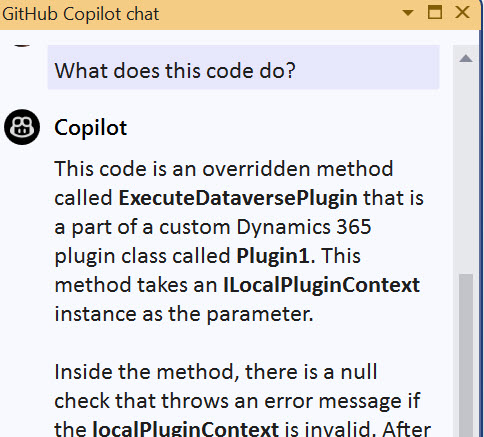 GitHub Copilot chat
What does this code do?
Copilot
This code is an overridden method
called ExecuteDataversePlugin that is
a part of a custom Dynamics 365
plugin class called Plugin1. This
method takes an ILocalPluginContext
instance as the parameter.
Inside the method, there is a null
check that throws an error message if
the localPluginContext is invalid. After